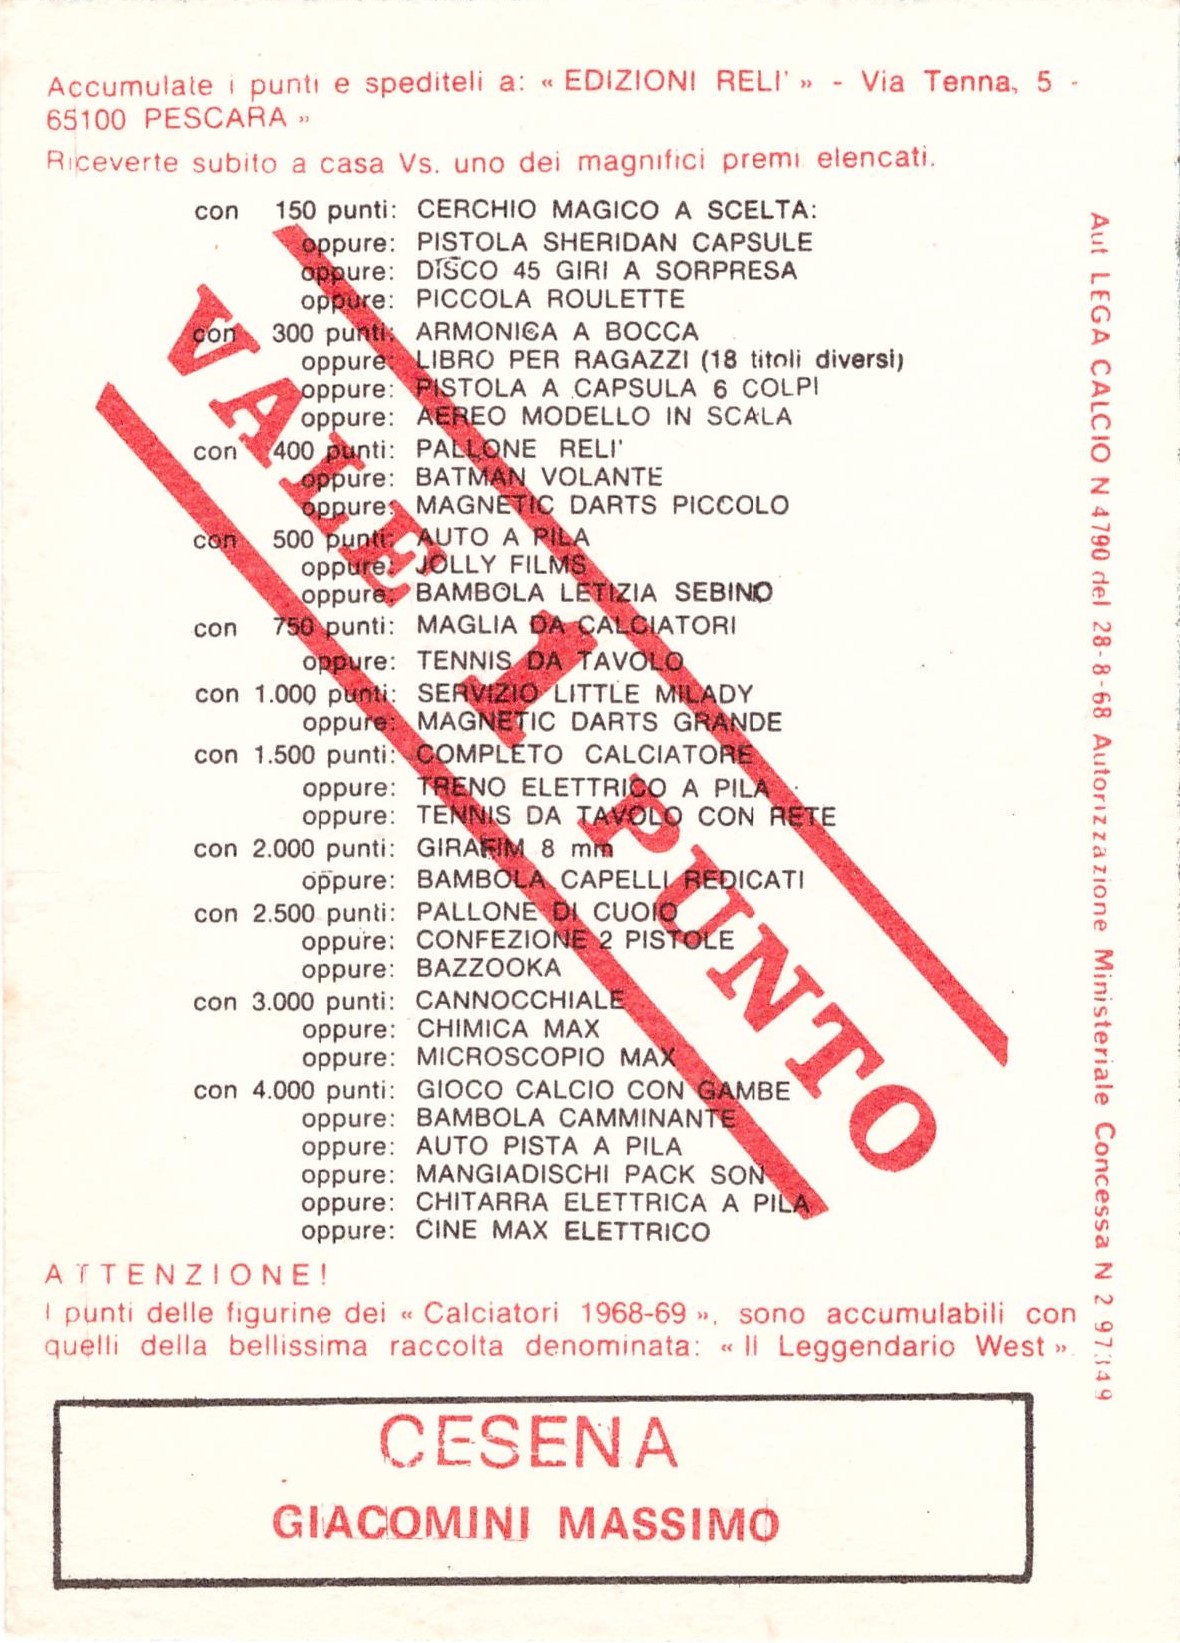 Accumulate i punti e spediteli a: « EDIZIONI RELI' » - Via Tenna, 5 -
65100 PESCARA »
Riceverte subito a casa Vs. uno dei magnifici premi elencati.
con 150 punti: CERCHIO MAGICO A SCELTA:
oppure: PISTOLA SHERIDAN CAPSULE
oppure: DISCO 45 GIRI A SORPRESA
oppure: PICCOLA ROULETTE
con 300 punti: ARMONICA A BOCCA
oppure: LIBRO PER RAGAZZI (18 titoli diversi)
oppure: PISTOLA A CAPSULA 6 COLPI
oppure: AEREO MODELLO IN SCALA
con 400 punti: PALLONE RELI'
oppure: BATMAN VOLANTE
oppure: MAGNETIC DARTS PICCOLO
con 500 punti: AUTO A PILA
oppure: JOLLY FILMS
oppure: BAMBOLA LETIZIA SEBINO
con 750 punti: MAGLIA DA CALCIATORI
oppure: TENNIS DA TAVOLO
con 1.000 punti: SERVIZIO LITTLE MILADY
oppure: MAGNETIC DARTS GRANDE
con 1.500 punti: COMPLETO CALCIATORE
oppure: TRENO ELETTRICO A PILA
oppure: TENNIS DA TAVOLO CON RETE
con 2.000 punti: GIRAFIM 8 mm
oppure: BAMBOLA CAPELLI REDICATI
con 2.500 punti: PALLONE DI CUOIO
oppure: CONFEZIONE 2 PISTOLE
oppure: BAZZOOKA
con 3.000 punti: CANNOCCHIALE
oppure: CHIMICA MAX
oppure: MICROSCOPIO MAX
con 4.000 punti: GIOCO CALCIO CON GAMBE
oppure: BAMBOLA CAMMINANTE
oppure: AUTO PISTA A PILA
oppure: MANGIADISCHI PACK SON
oppure: CHITARRA ELETTRICA A PILA
oppure: CINE MAX ELETTRICO
VALE 1 PUNTO
Aut LEGA CALCIO N 4790 del 28-8-68 Autorizzazione Ministeriale Concessa N 2 97349
ATTENZIONE!
I punti delle figurine dei « Calciatori 1968-69 », sono accumulabili con
quelli della bellissima raccolta denominata: « Il Leggendario West »
CESENA
GIACOMINI MASSIMO